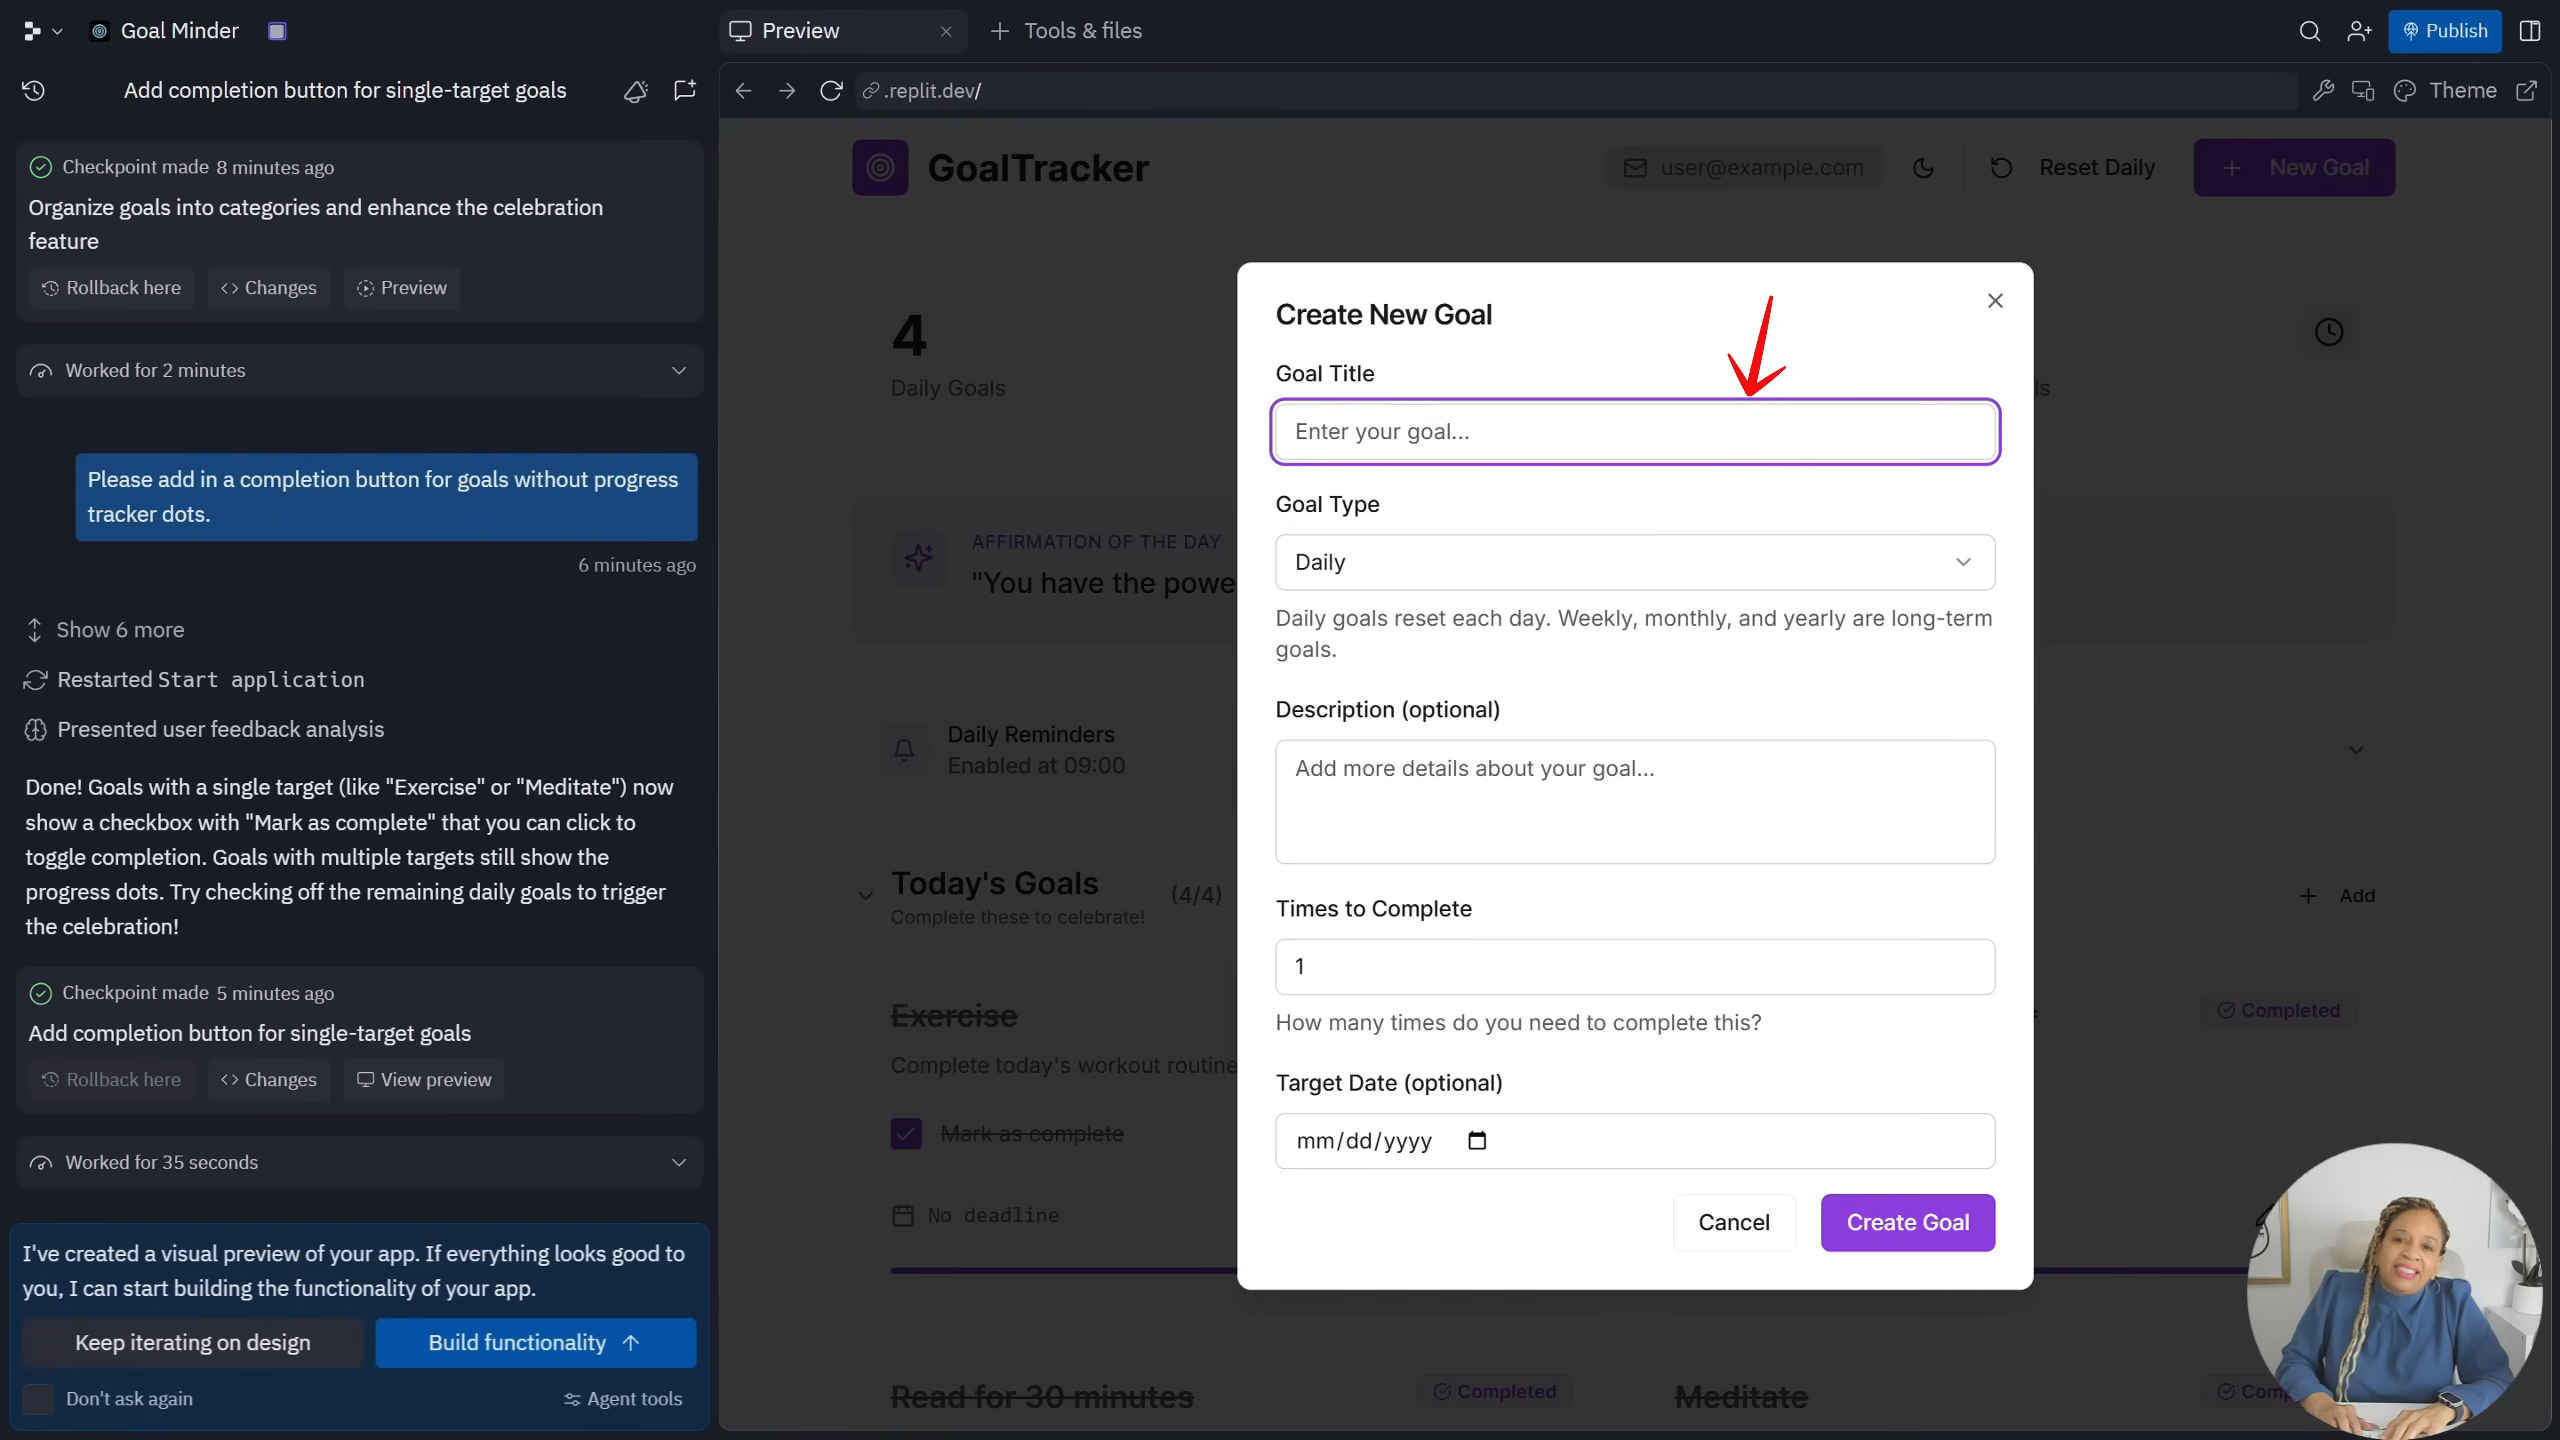 Goal Minder
Preview
Tools & files
Publish
Add completion button for single-target goals
.replit.dev/
Theme
Checkpoint made 8 minutes ago
Organize goals into categories and enhance the celebration
feature
Rollback here
Changes
Preview
Worked for 2 minutes
Please add in a completion button for goals without progress
tracker dots.
6 minutes ago
Show 6 more
Restarted Start application
Presented user feedback analysis
Done! Goals with a single target (like "Exercise" or "Meditate") now
show a checkbox with "Mark as complete" that you can click to
toggle completion. Goals with multiple targets still show the
progress dots. Try checking off the remaining daily goals to trigger
the celebration!
Checkpoint made 5 minutes ago
Add completion button for single-target goals
Rollback here
Changes
View preview
Worked for 35 seconds
I've created a visual preview of your app. If everything looks good to
you, I can start building the functionality of your app.
Keep iterating on design
Build functionality
Don't ask again
Agent tools
GoalTracker
user@example.com
Reset Daily
New Goal
4
Daily Goals
AFFIRMATION OF THE DAY
"You have the powe
Daily Reminders
Enabled at 09:00
Today's Goals
(4/4)
Complete these to celebrate!
Add
Exercise
Completed
Complete today's workout routine
Mark as complete
No deadline
Read for 30 minutes
Completed
Meditate
Create New Goal
Goal Title
Enter your goal...
Goal Type
Daily
Daily goals reset each day. Weekly, monthly, and yearly are long-term
goals.
Description (optional)
Add more details about your goal...
Times to Complete
1
How many times do you need to complete this?
Target Date (optional)
mm/dd/yyyy
Cancel
Create Goal